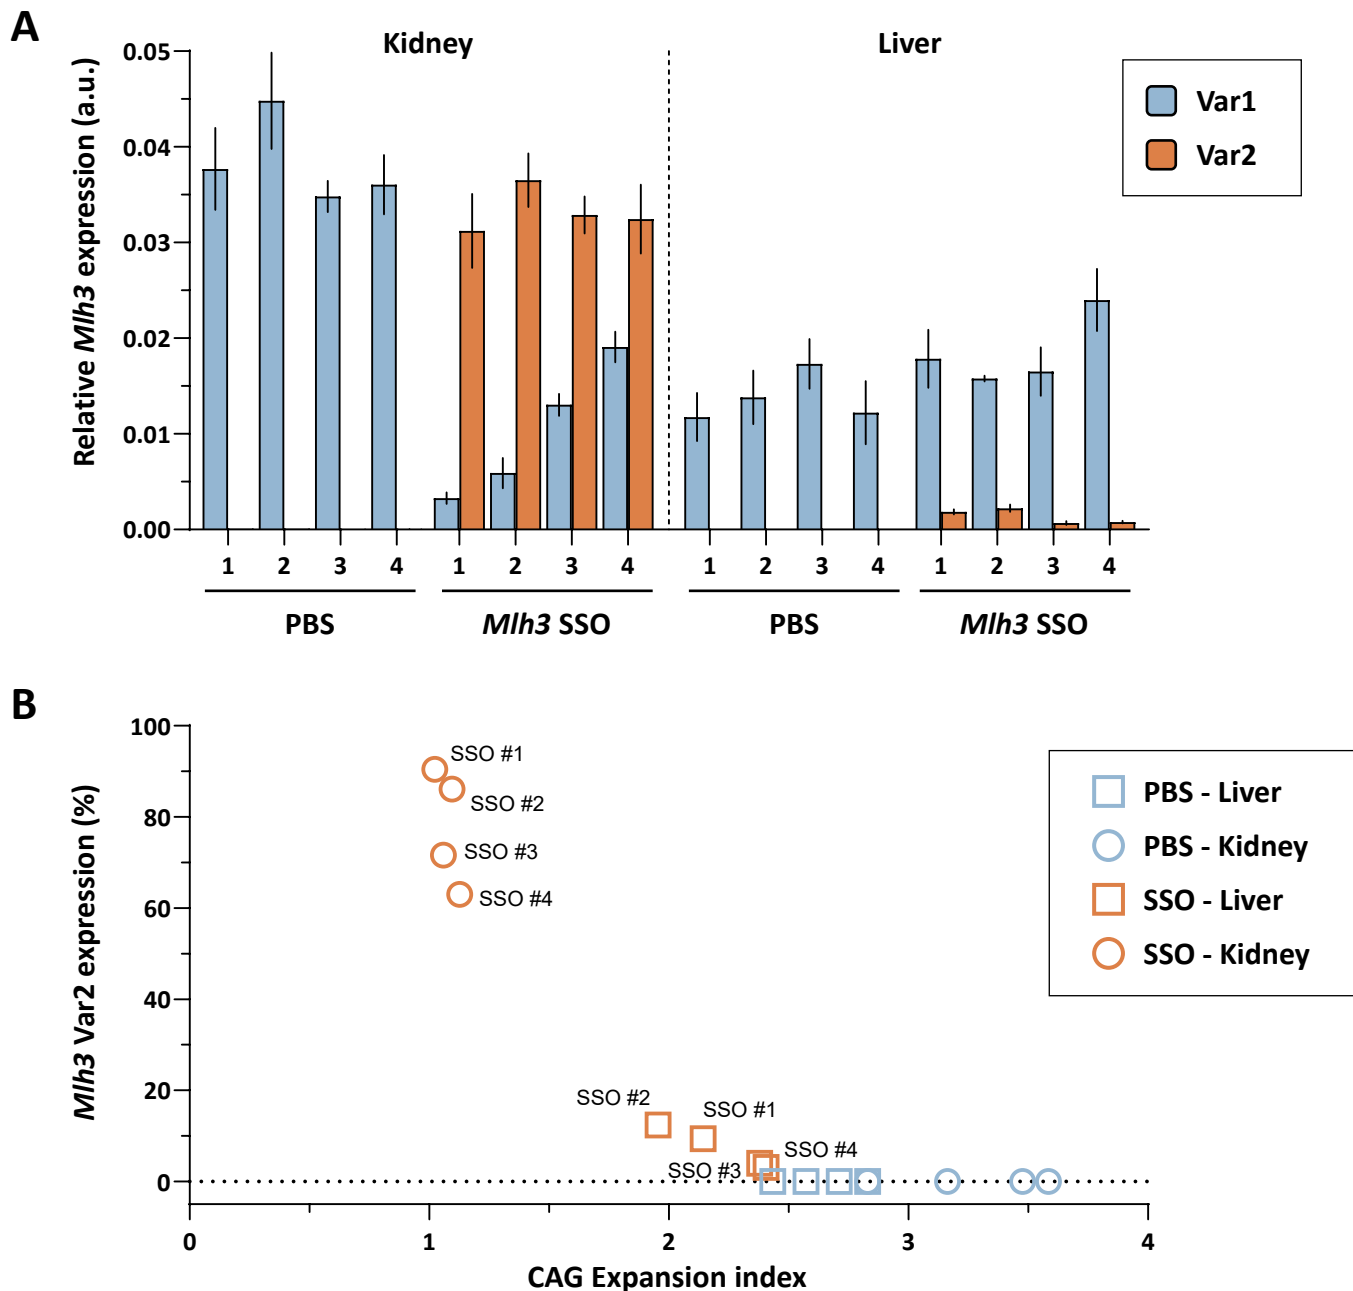 A
Kidney
Liver
Relative Mlh3 expression (a.u.)
0.05
0.04
0.03
0.02
0.01
0.00
Var1
Var2
1 2 3 4 1 2 3 4 1 2 3 4 1 2 3 4
PBS Mlh3 SSO PBS Mlh3 SSO
B
Mlh3 Var2 expression (%)
100
80
60
40
20
0
SSO #1
SSO #2
SSO #3
SSO #4
SSO #2
SSO #1
SSO #4
SSO #3
PBS - Liver
PBS - Kidney
SSO - Liver
SSO - Kidney
0 1 2 3 4
CAG Expansion index